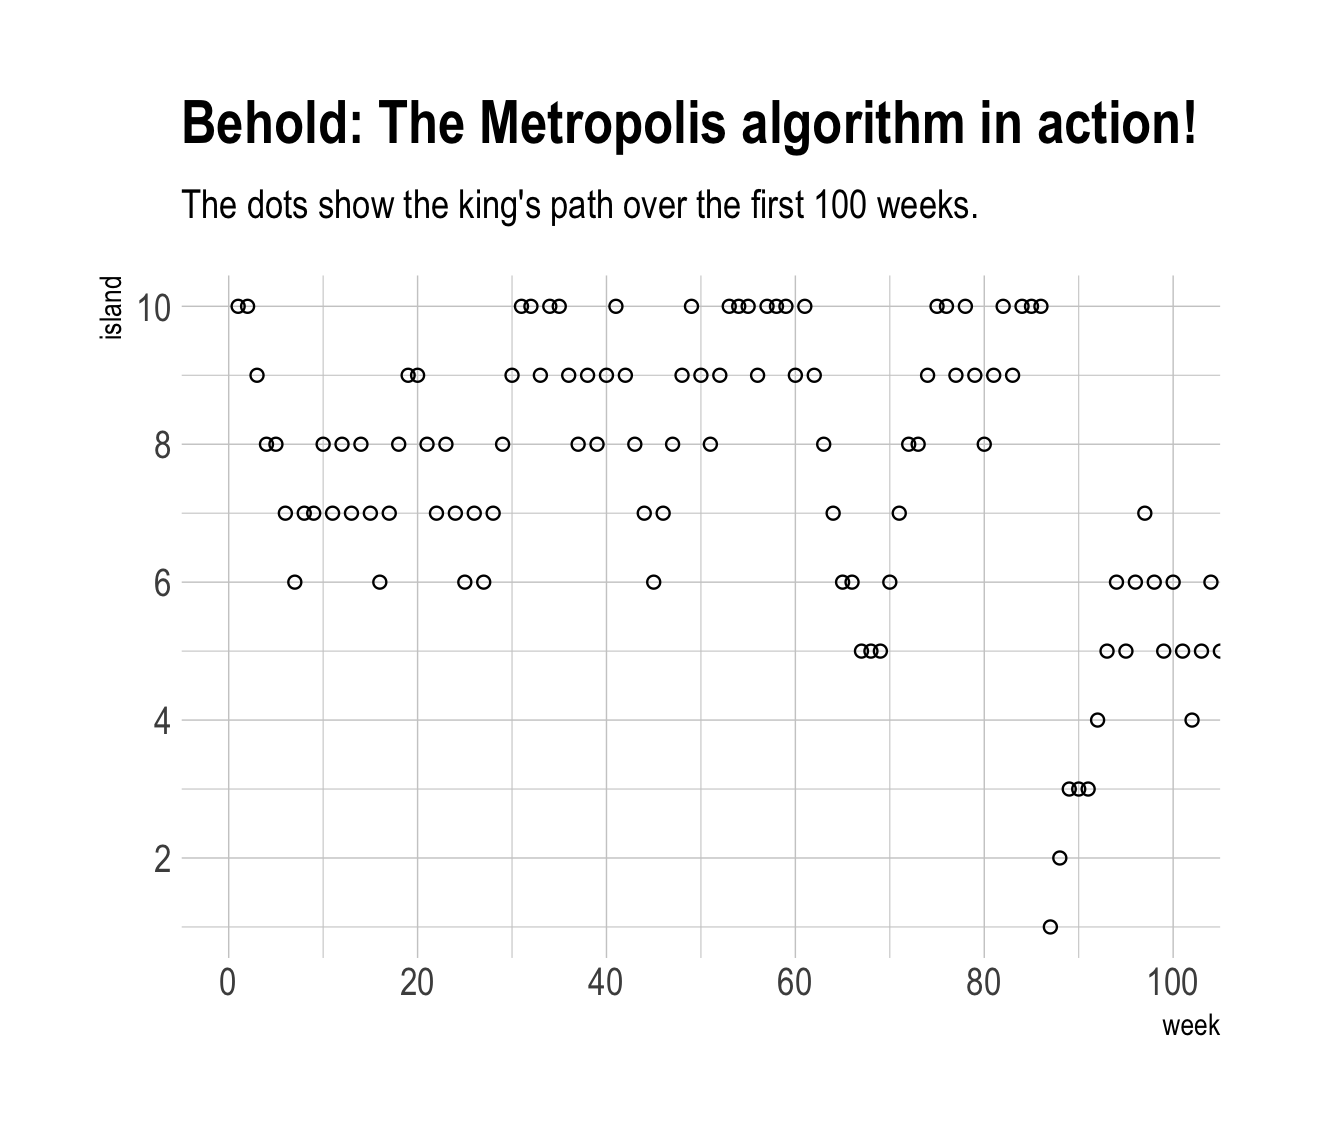 Behold: The Metropolis algorithm in action!
The dots show the king's path over the first 100 weeks.
island
10
8
6
4
2
0 20 40 60 80 100
week